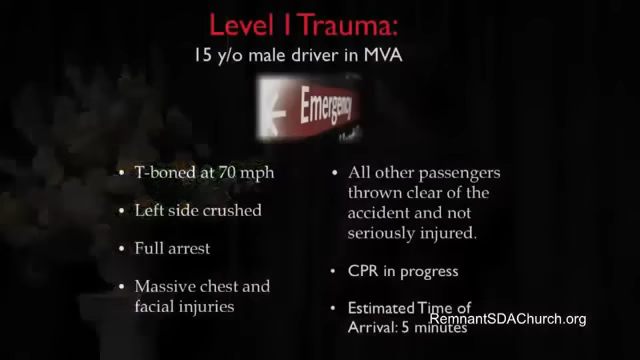 Level 1 Trauma:
15 y/o male driver in MVA
Emergency
• T-boned at 70 mph
• Left side crushed
• Full arrest
• Massive chest and
facial injuries
• All other passengers
thrown clear of the
accident and not
seriously injured.
• CPR in progress
• Estimated Time of
Arrival: 5 minutes
RemnantSDAChurch.org